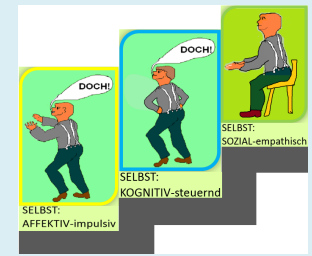 DOCH!
SELBST:
AFFEKTIV-impulsiv
DOCH!
SELBST:
KOGNITIV-steuernd
SELBST:
SOZIAL-empathisch